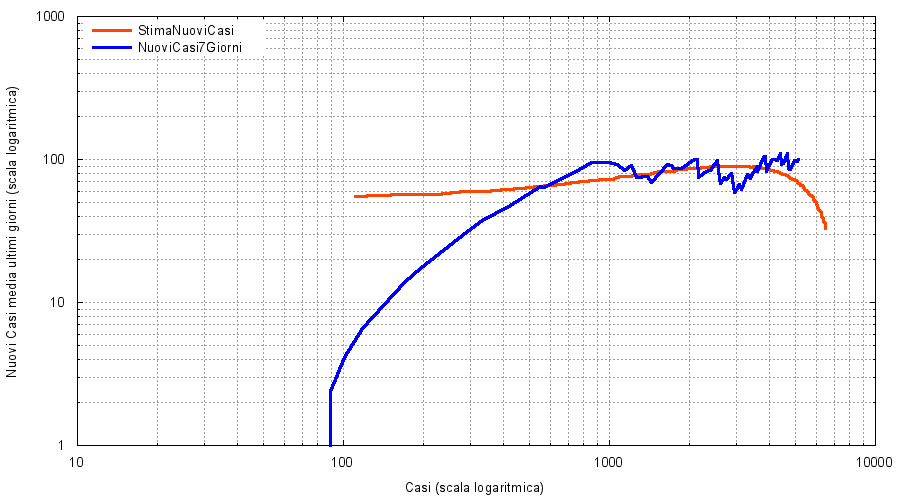 1000
StimaNuoviCasi
NuoviCasi7Giorni
100
10
1
Nuovi Casi media ultimi giorni (scala logaritmica)
10 100 1000 10000
Casi (scala logaritmica)